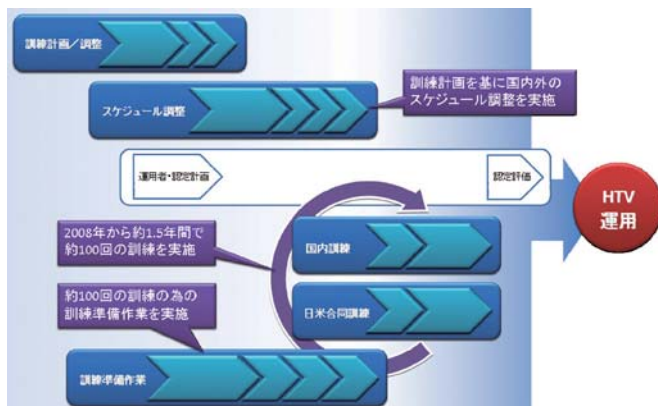 訓練計画/調整
スケジュール調整
訓練計画を基に国内外の
スケジュール調整を実施
運用者・認定計画
認定評価
HTV
運用
2008年から約1.5年間で
約100回の訓練を実施
国内訓練
約100回の訓練の為の
訓練準備作業を実施
日米合同訓練
訓練準備作業